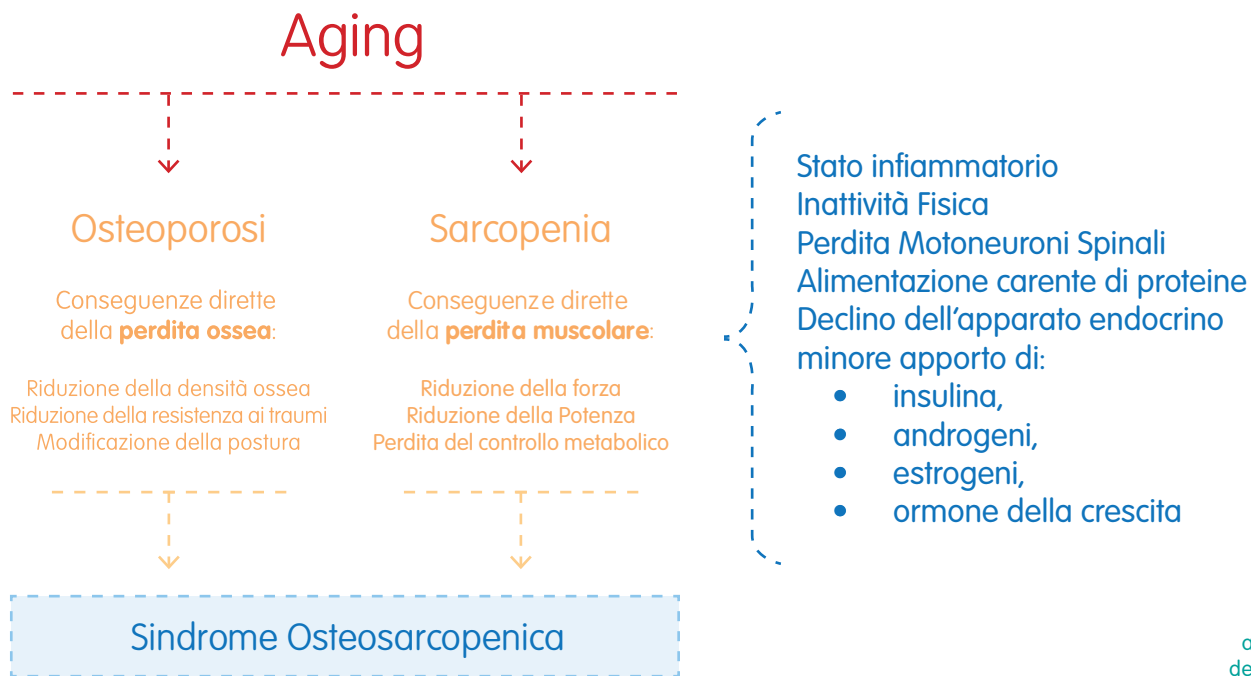 Aging
Osteoporosi
Conseguenze dirette
della perdita ossea:
Riduzione della densità ossea
Riduzione della resistenza ai traumi
Modificazione della postura
Sarcopenia
Conseguenze dirette
della perdita muscolare:
Riduzione della forza
Riduzione della Potenza
Perdita del controllo metabolico
Stato infiammatorio
Inattività Fisica
Perdita Motoneuroni Spinali
Alimentazione carente di proteine
Declino dell'apparato endocrino
minore apporto di:
• insulina,
• androgeni,
• estrogeni,
• ormone della crescita
Sindrome Osteosarcopenica